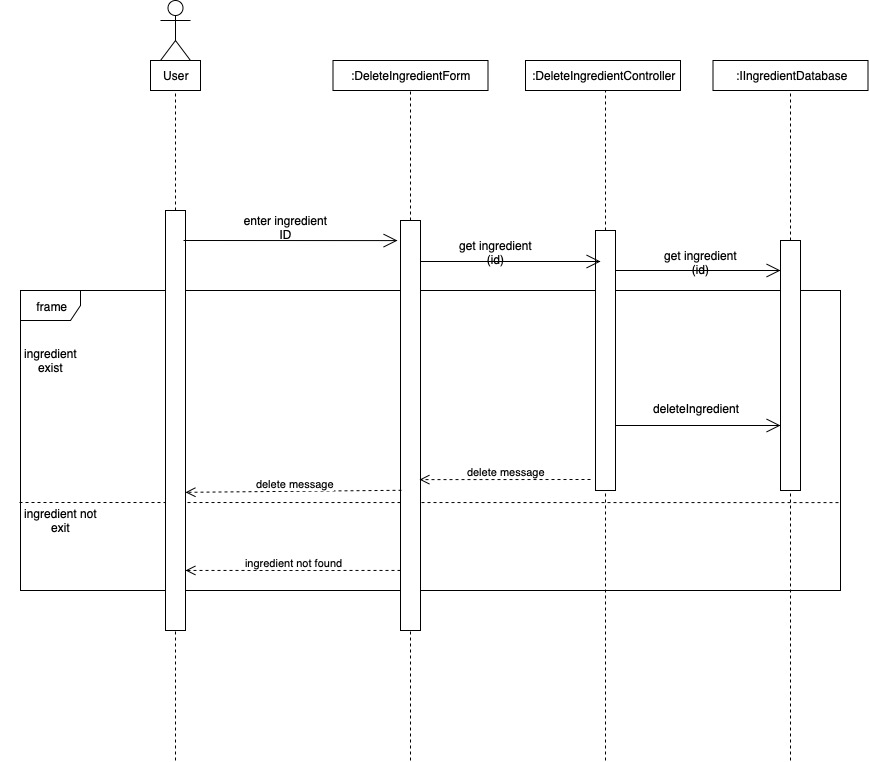 User
:DeleteIngredientForm
:DeleteIngredientController
:IIngredientDatabase
enter ingredient
ID
get ingredient
(id)
get ingredient
(id)
frame
ingredient
exist
deleteIngredient
delete message
delete message
ingredient not
exit
ingredient not found